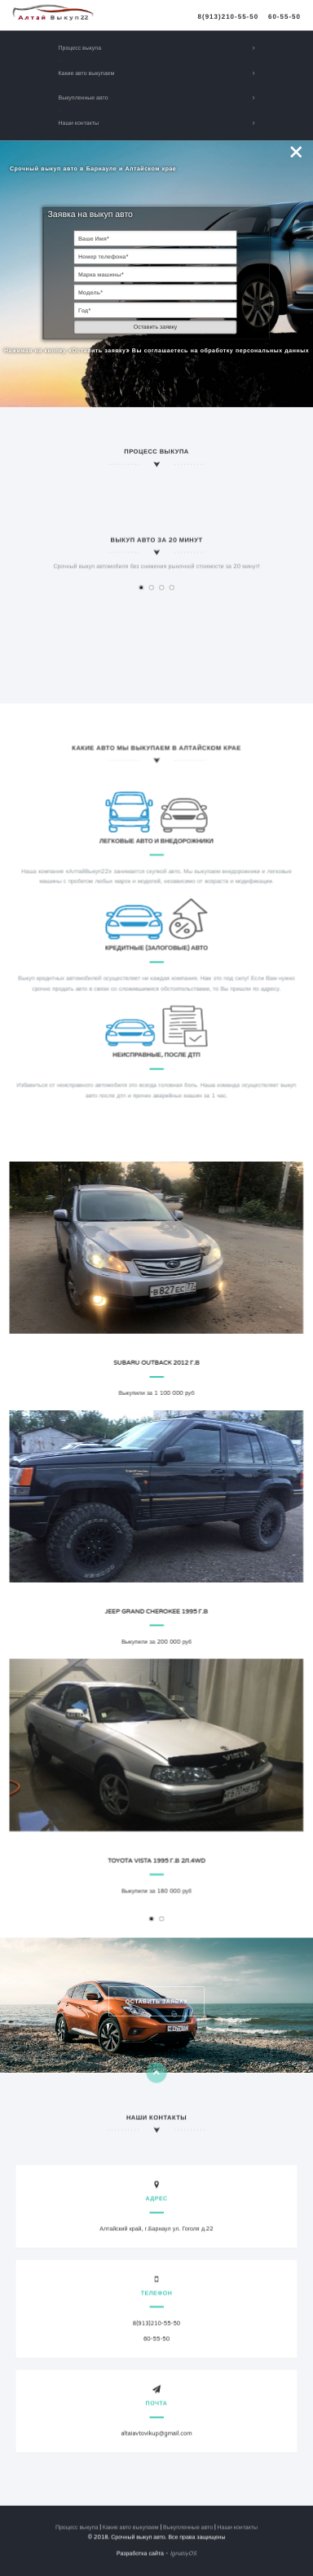 Алтай Выкуп22
8(913)210-55-50 60-55-50
Процесс выкупа
Какие авто выкупаем
Выкупленные авто
Наши контакты
Срочный выкуп авто в Барнауле и Алтайском крае
Заявка на выкуп авто
Ваше Имя*
Номер телефона*
Марка машины*
Модель*
Год*
Оставить заявку
Нажимая на кнопку «Оставить заявку» Вы соглашаетесь на обработку персональных данных
ПРОЦЕСС ВЫКУПА
ВЫКУП АВТО ЗА 20 МИНУТ
Срочный выкуп автомобиля без снижения рыночной стоимости за 20 минут!
КАКИЕ АВТО МЫ ВЫКУПАЕМ В АЛТАЙСКОМ КРАЕ
ЛЕГКОВЫЕ АВТО И ВНЕДОРОЖНИКИ
Наша компания «АлтайВыкуп22» занимается скупкой авто. Мы выкупаем внедорожники и легковые
машины с пробегом любых марок и моделей, независимо от возраста и модификации.
КРЕДИТНЫЕ (ЗАЛОГОВЫЕ) АВТО
Выкуп кредитных автомобилей осуществляет не каждая компания. Нам это под силу! Если Вам нужно
срочно продать авто в связи со сложившимися обстоятельствами, то Вы пришли по адресу.
НЕИСПРАВНЫЕ, ПОСЛЕ ДТП
Избавиться от неисправного автомобиля это всегда головная боль. Наша команда осуществляет выкуп
авто после дтп и прочих аварийных машин за 1 час.
В827ЕС 77
SUBARU OUTBACK 2012 Г.В
Выкупили за 1 100 000 руб
JEEP GRAND CHEROKEE 1995 Г.В
Выкупили за 200 000 руб
VISTA
TOYOTA VISTA 1995 Г.В 2Л.4WD
Выкупили за 180 000 руб
ОСТАВИТЬ ЗАЯВКУ
НАШИ КОНТАКТЫ
АДРЕС
Алтайский край, г.Барнаул ул. Гоголя д.22
ТЕЛЕФОН
8(913)210-55-50
60-55-50
ПОЧТА
altaiavtovikup@gmail.com
Процесс выкупа | Какие авто выкупаем | Выкупленные авто | Наши контакты
© 2018. Срочный выкуп авто. Все права защищены
Разработка сайта - IgnatiyOS